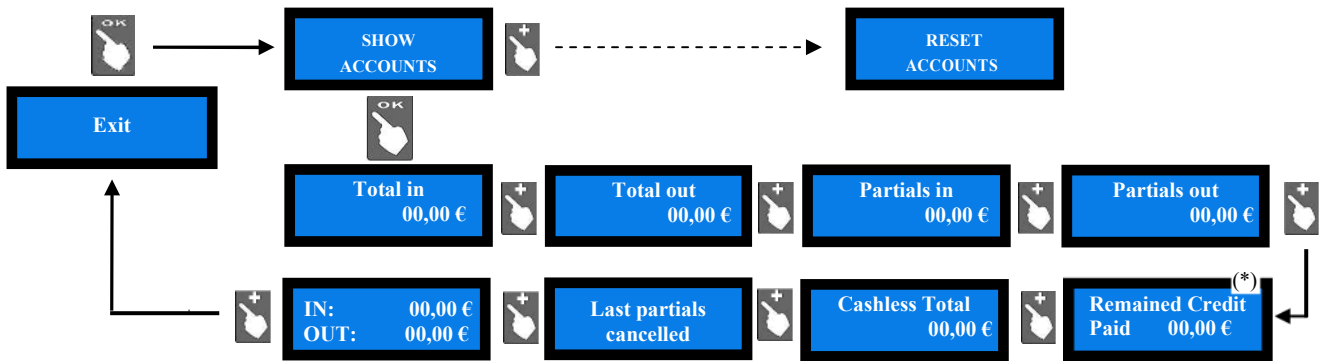 OK
SHOW
ACCOUNTS
+
RESET
ACCOUNTS
Exit
OK
Total in
00,00 €
+
Total out
00,00 €
+
Partials in
00,00 €
+
Partials out
00,00 €
+
(*)
Remained Credit
Paid 00,00 €
+
Cashless Total
00,00 €
+
Last partials
cancelled
+
IN: 00,00 €
OUT: 00,00 €
+